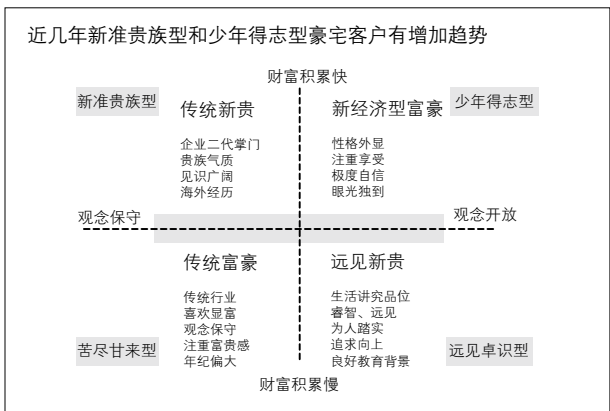 近几年新准贵族型和少年得志型豪宅客户有增加趋势
财富积累快
新准贵族型
传统新贵
新经济型富豪
少年得志型
企业二代掌门
贵族气质
见识广阔
海外经历
性格外显
注重享受
极度自信
眼光独到
观念保守
观念开放
传统富豪
远见新贵
传统行业
喜欢显富
观念保守
注重富贵感
年纪偏大
生活讲究品位
睿智、远见
为人踏实
追求向上
良好教育背景
苦尽甘来型
远见卓识型
财富积累慢